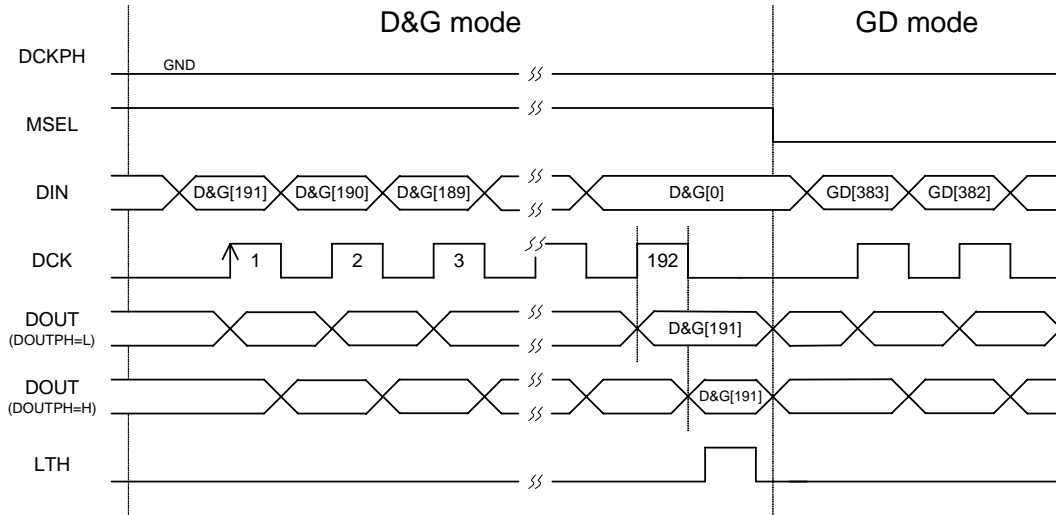 D&G mode GD mode
DCKPH GND
MSEL
DIN D&G[191] D&G[190] D&G[189] D&G[0] GD[383] GD[382]
DCK 1 2 3 192
DOUT
(DOUTPH=L) D&G[191]
DOUT
(DOUTPH=H) D&G[191]
LTH